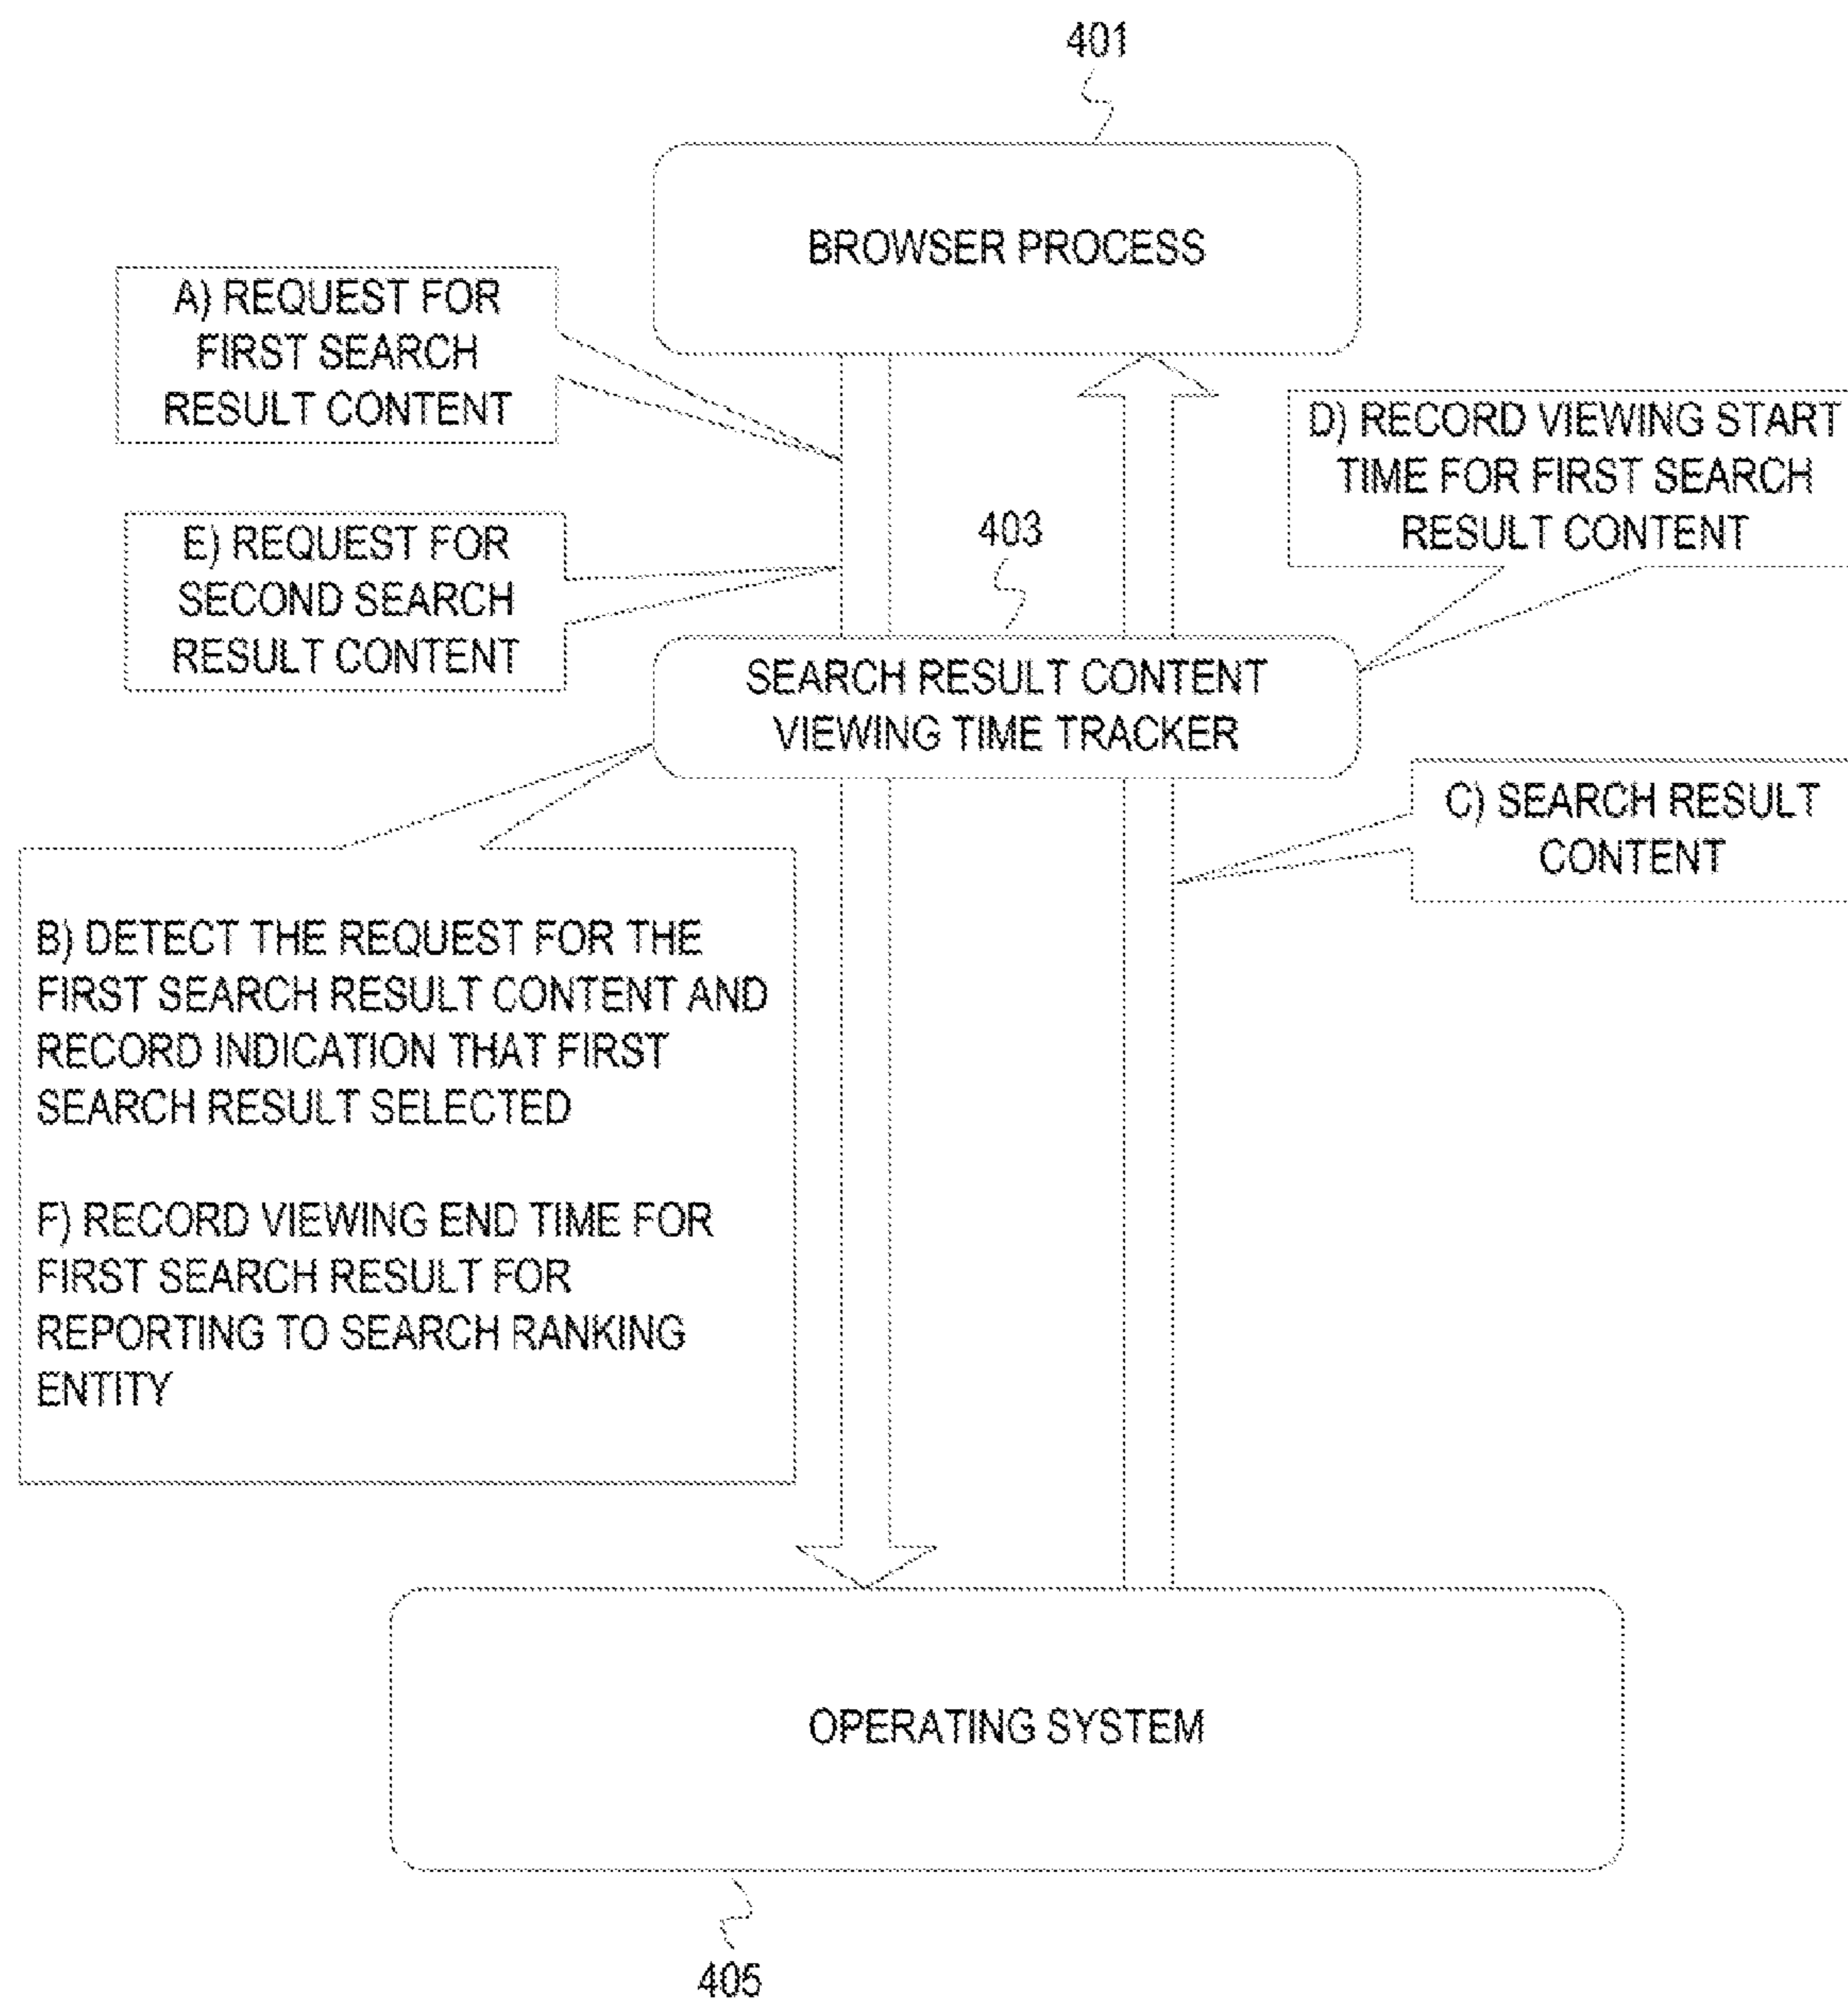 401
BROWSER PROCESS
A) REQUEST FOR
FIRST SEARCH
RESULT CONTENT
D) RECORD VIEWING START
TIME FOR FIRST SEARCH
RESULT CONTENT
E) REQUEST FOR
SECOND SEARCH
RESULT CONTENT
403
SEARCH RESULT CONTENT
VIEWING TIME TRACKER
C) SEARCH RESULT
CONTENT
B) DETECT THE REQUEST FOR THE
FIRST SEARCH RESULT CONTENT AND
RECORD INDICATION THAT FIRST
SEARCH RESULT SELECTED
F) RECORD VIEWING END TIME FOR
FIRST SEARCH RESULT FOR
REPORTING TO SEARCH RANKING
ENTITY
OPERATING SYSTEM
405